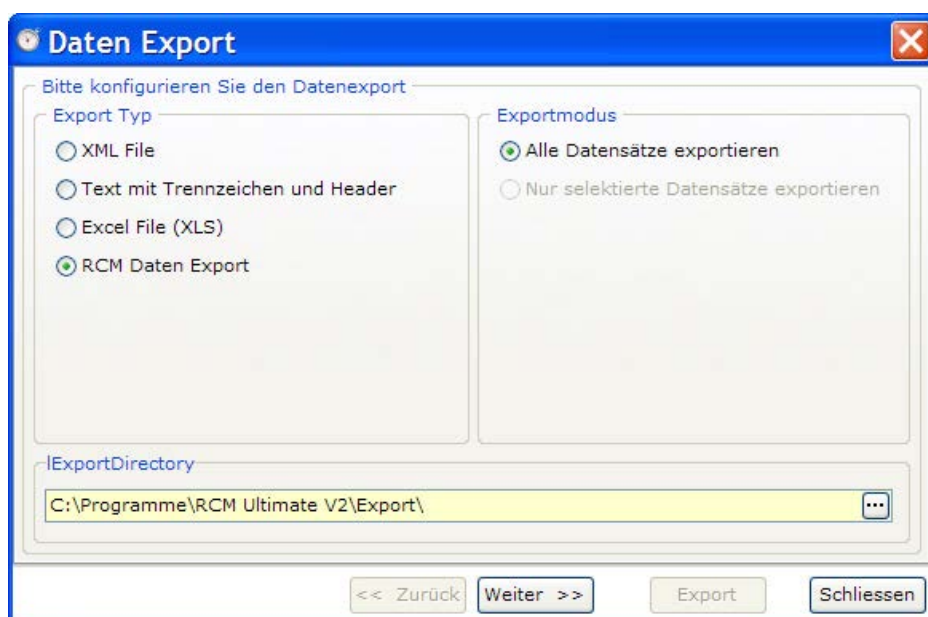 Daten Export
Bitte konfigurieren Sie den Datenexport
Export Typ
XML File
Text mit Trennzeichen und Header
Excel File (XLS)
RCM Daten Export
Exportmodus
Alle Datensätze exportieren
Nur selektierte Datensätze exportieren
lExportDirectory
C:\Programme\RCM Ultimate V2\Export\
...
<< Zurück
Weiter >>
Export
Schliessen